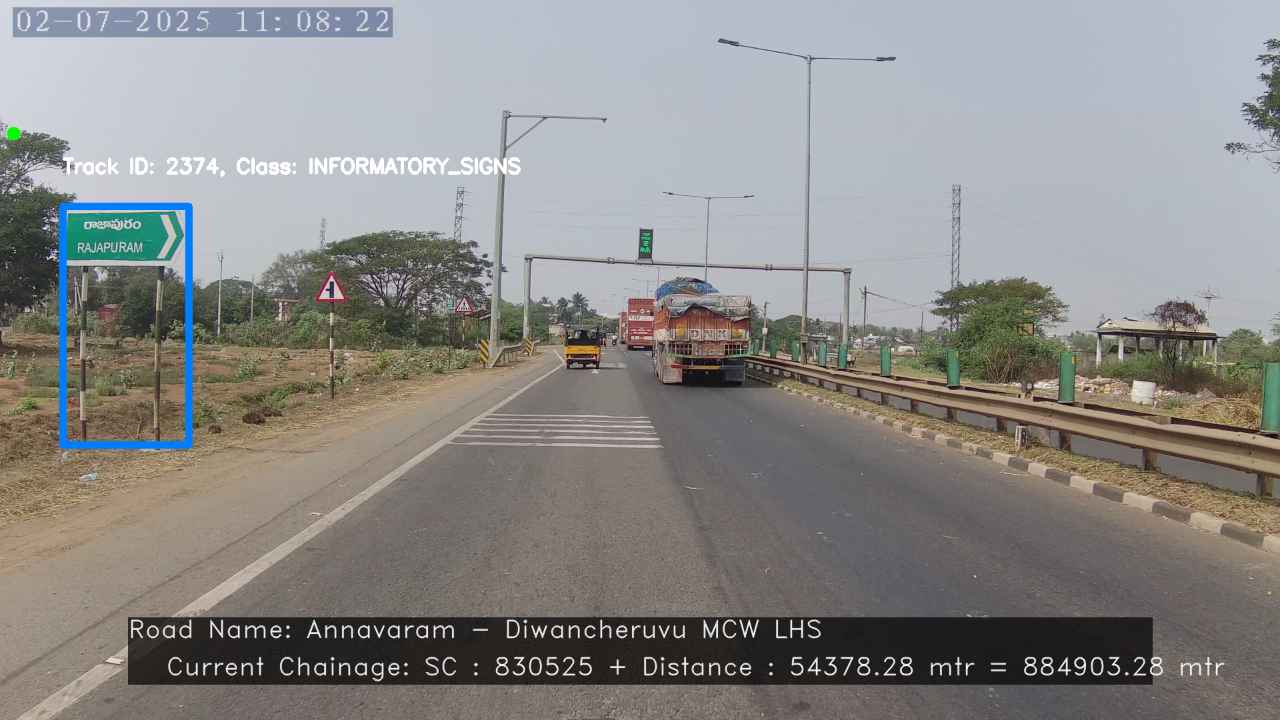 02-07-2025 11:08:22
Track ID: 2374, Class: INFORMATORY_SIGNS
రాజాపురం
RAJAPURAM
Road Name: Annavaram - Diwancheruvu MCW LHS
Current Chainage: SC : 830525 + Distance : 54378.28 mtr = 884903.28 mtr